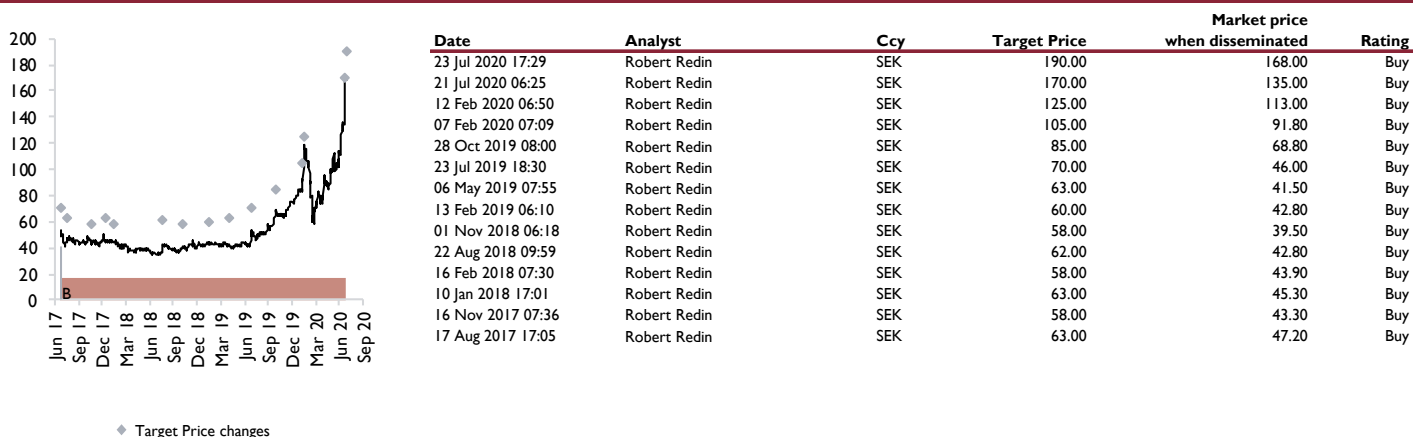 Market price
Date Analyst Ccy Target Price when disseminated Rating
23 Jul 2020 17:29 Robert Redin SEK 190.00 168.00 Buy
21 Jul 2020 06:25 Robert Redin SEK 170.00 135.00 Buy
12 Feb 2020 06:50 Robert Redin SEK 125.00 113.00 Buy
07 Feb 2020 07:09 Robert Redin SEK 105.00 91.80 Buy
28 Oct 2019 08:00 Robert Redin SEK 85.00 68.80 Buy
23 Jul 2019 18:30 Robert Redin SEK 70.00 46.00 Buy
06 May 2019 07:55 Robert Redin SEK 63.00 41.50 Buy
13 Feb 2019 06:10 Robert Redin SEK 60.00 42.80 Buy
01 Nov 2018 06:18 Robert Redin SEK 58.00 39.50 Buy
22 Aug 2018 09:59 Robert Redin SEK 62.00 42.80 Buy
16 Feb 2018 07:30 Robert Redin SEK 58.00 43.90 Buy
10 Jan 2018 17:01 Robert Redin SEK 63.00 45.30 Buy
16 Nov 2017 07:36 Robert Redin SEK 58.00 43.30 Buy
17 Aug 2017 17:05 Robert Redin SEK 63.00 47.20 Buy
200
180
160
140
120
100
80
60
40
20
0
B
Jun 17
Sep 17
Dec 17
Mar 18
Jun 18
Sep 18
Dec 18
Mar 19
Jun 19
Sep 19
Dec 19
Mar 20
Jun 20
Sep 20
Target Price changes